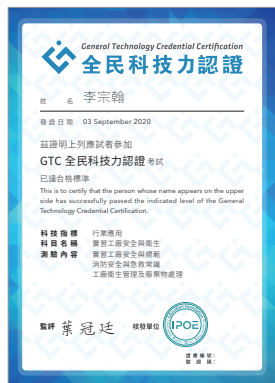 General Technology Credential Certification
全民科技力認證
姓 名 李宗翰
發證日期 03 September 2020
茲證明上列應試者參加
GTC 全民科技力認證 考試
已達合格標準
This is to certify that the person whose name appears on the upper
side has successfully passed the indicated level of the General
Technology Credential Certification.
科技指標 行業應用
科目名稱 實習工廠安全與衛生
測驗內容 實習工廠安全與規範
消防安全與急救常識
工廠衛生管理及廢棄物處理
監評 葉冠廷 核發單位 IPOE
證書編號：
驗證碼：